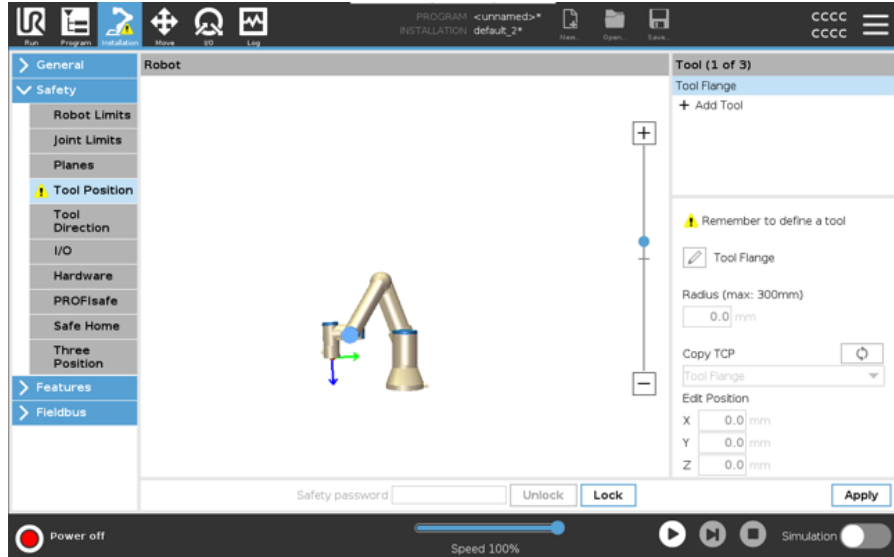 UR
PROGRAM <unnamed>*
INSTALLATION default_2*
Run
Program
Installation
Move
I/O
Log
New...
Open...
Save...
CCCC
CCCC
General
Safety
Robot Limits
Joint Limits
Planes
Tool Position
Tool
Direction
I/O
Hardware
PROFIsafe
Safe Home
Three
Position
Features
Fieldbus
Robot
Tool (1 of 3)
Tool Flange
+ Add Tool
Remember to define a tool
Tool Flange
Radius (max: 300mm)
0.0 mm
Copy TCP
Tool Flange
Edit Position
X 0.0 mm
Y 0.0 mm
Z 0.0 mm
Safety password
Unlock
Lock
Apply
Power off
Speed 100%
Simulation